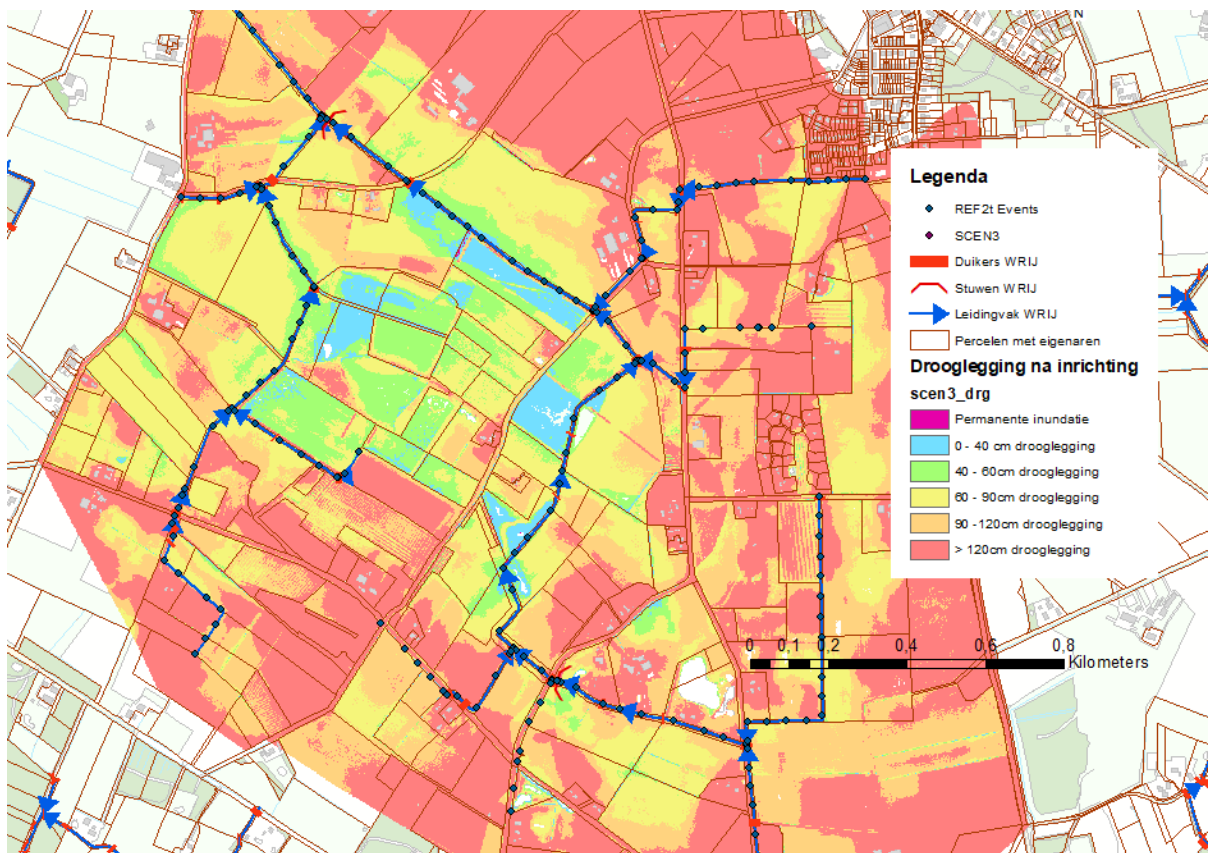 N
Legenda
REF2t Events
SCEN3
Duikers WRIJ
Stuwen WRIJ
Leidingvak WRIJ
Percelen met eigenaren
Drooglegging na inrichting
scen3_drg
Permanente inundatie
0 - 40 cm drooglegging
40 - 60cm drooglegging
60 - 90cm drooglegging
90 -120cm drooglegging
> 120cm drooglegging
0 0,1 0,2 0,4 0,6 0,8
Kilometers